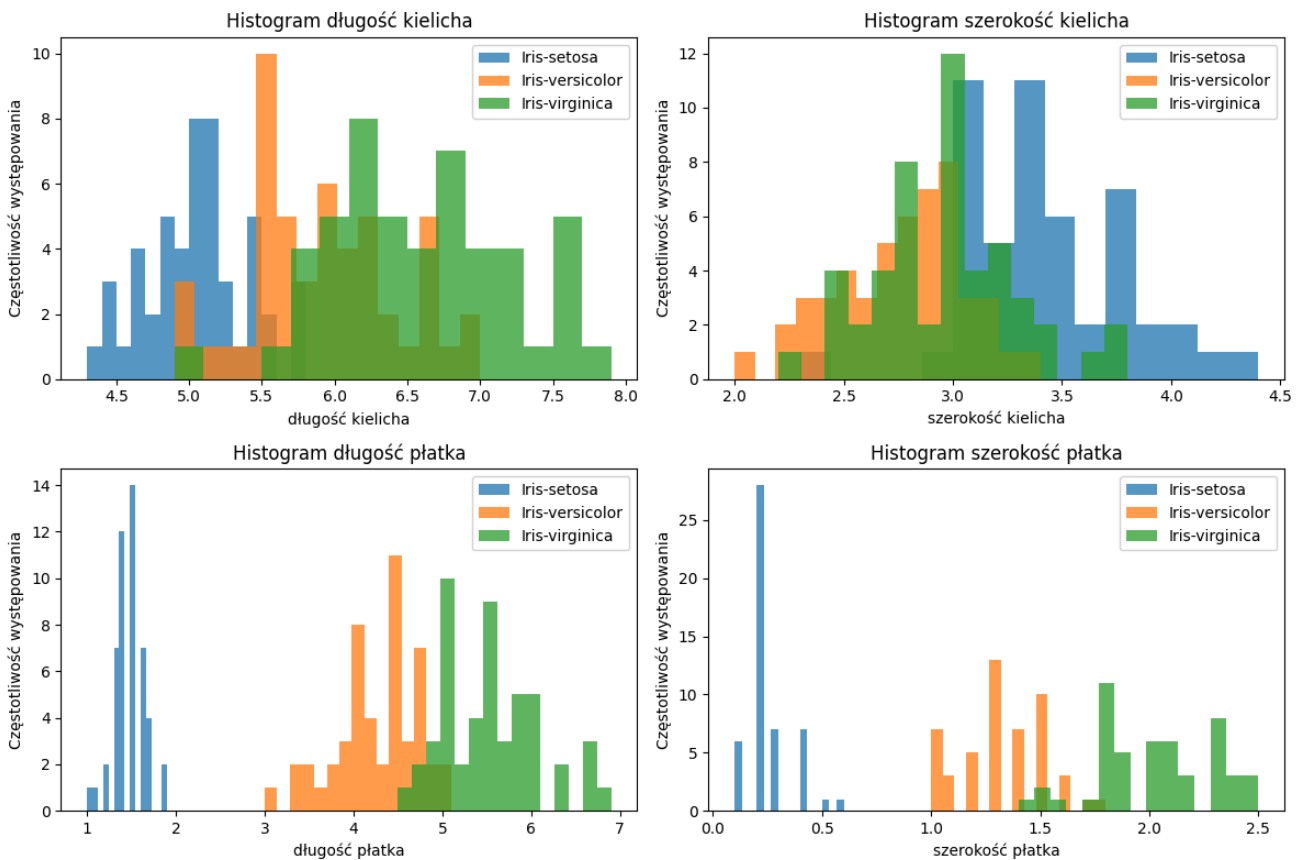 Histogram długość kielicha
Częstotliwość występowania
10
8
6
4
2
0
Iris-setosa
Iris-versicolor
Iris-virginica
4.5 5.0 5.5 6.0 6.5 7.0 7.5 8.0
długość kielicha
Histogram szerokość kielicha
Częstotliwość występowania
12
10
8
6
4
2
0
Iris-setosa
Iris-versicolor
Iris-virginica
2.0 2.5 3.0 3.5 4.0 4.5
szerokość kielicha
Histogram długość płatka
Częstotliwość występowania
14
12
10
8
6
4
2
0
Iris-setosa
Iris-versicolor
Iris-virginica
1 2 3 4 5 6 7
długość płatka
Histogram szerokość płatka
Częstotliwość występowania
25
20
15
10
5
0
Iris-setosa
Iris-versicolor
Iris-virginica
0.0 0.5 1.0 1.5 2.0 2.5
szerokość płatka